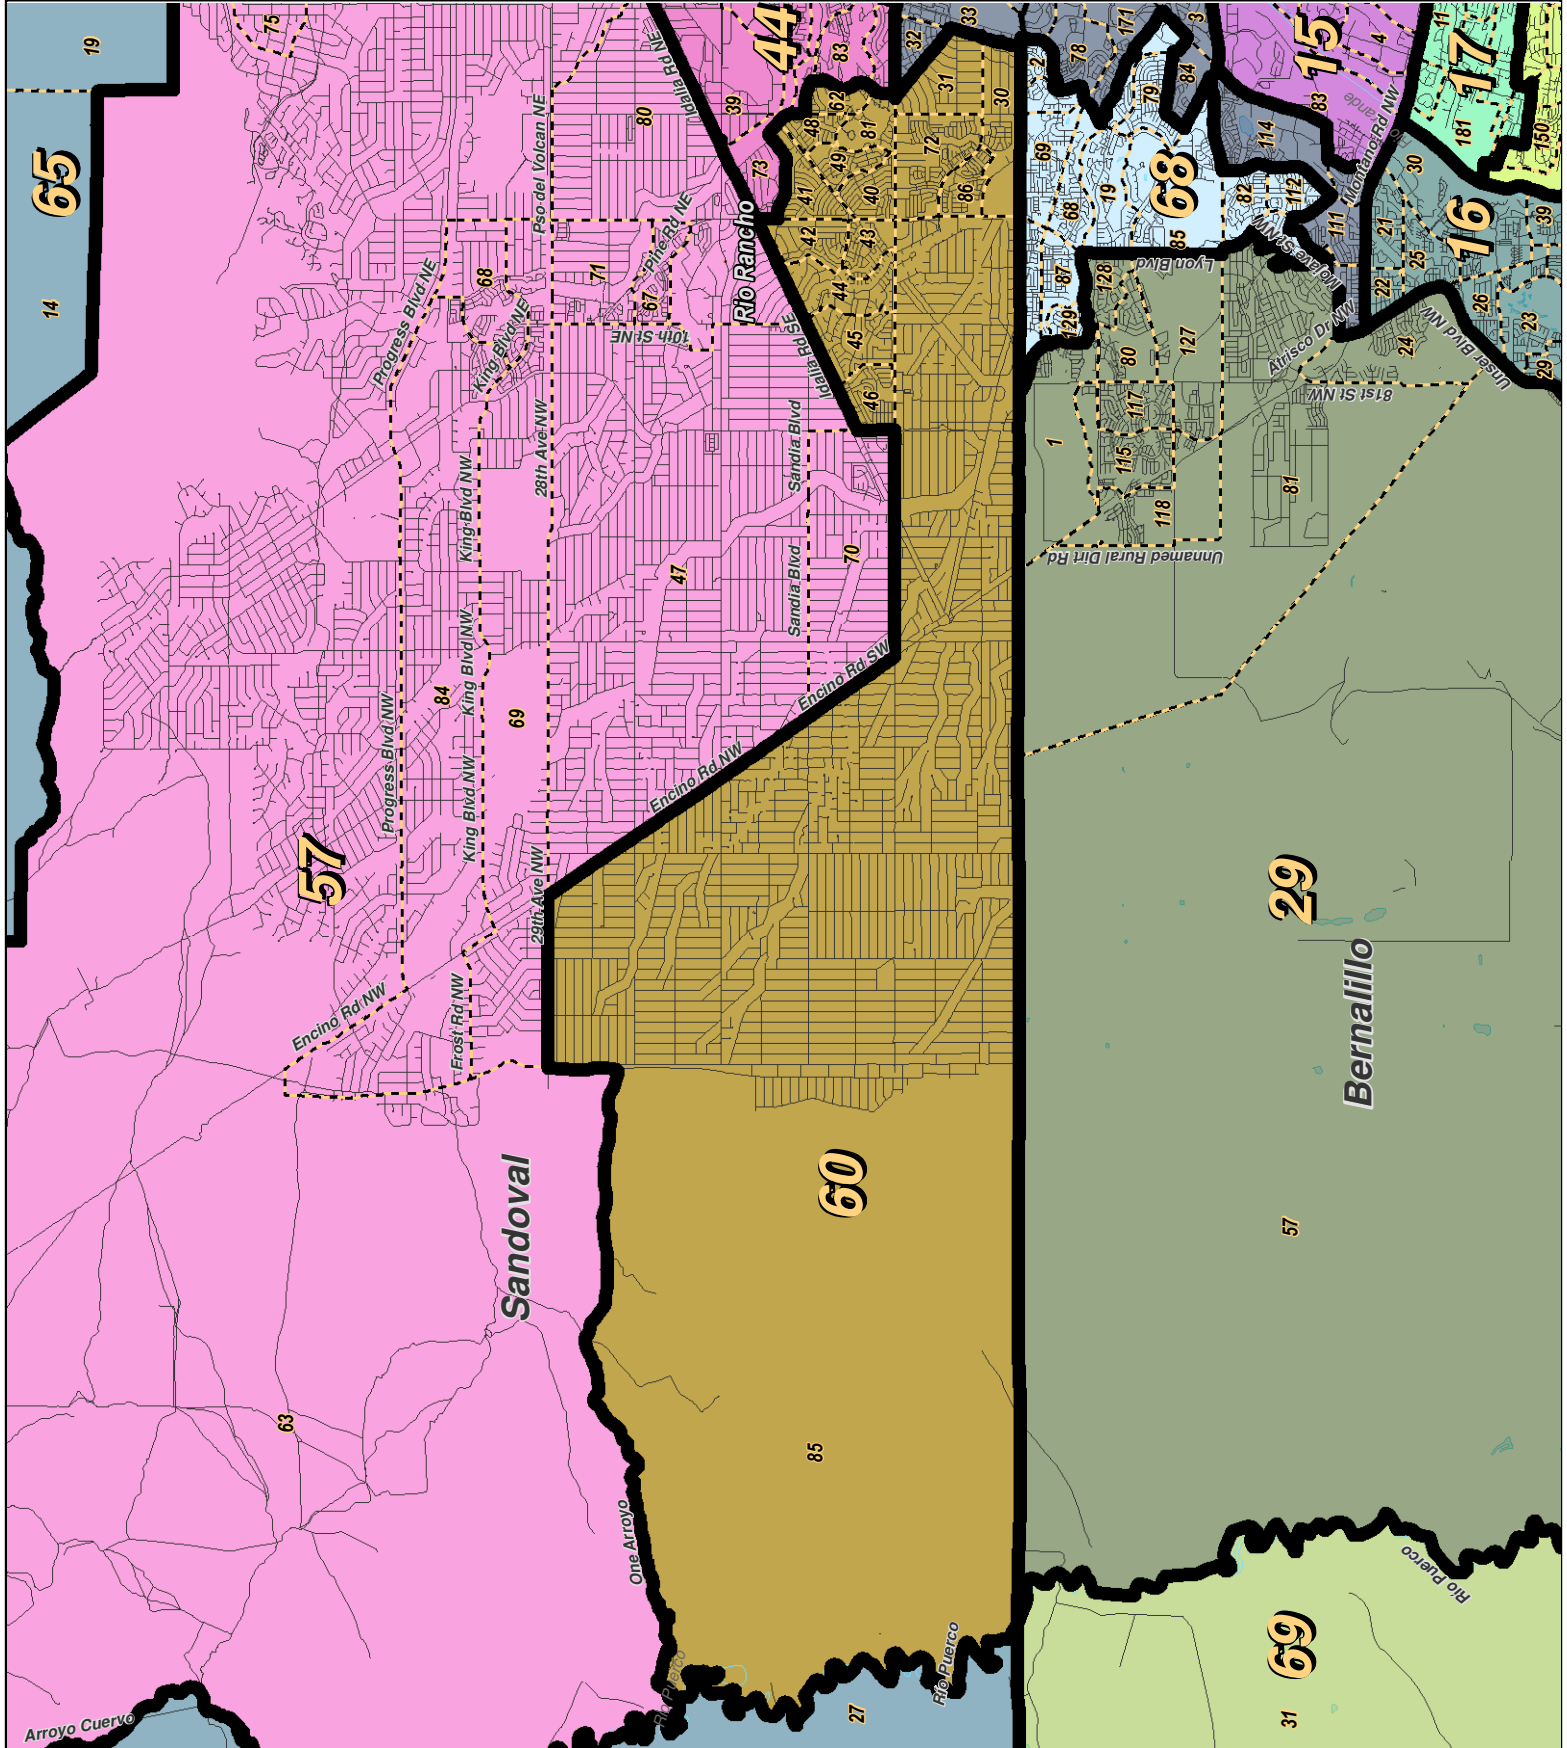 19
75
65
14
44
83
39
80
Paso del Volcan NE
Idalia Rd NE
73
32
33
31
30
62
48
81
49
72
41
40
86
42
43
44
45
46
2
78
171
3
84
79
69
68
19
68
82
112
114
111
85
15
4
83
11
17
181
150
Montano Rd NW
30
16
39
21
25
22
26
23
29
Progress Blvd NE
68
King Blvd NE
71
Pine Rd NE
67
10th St NE
Rio Rancho
Idalia Rd SE
87
129
128
Lyon Blvd
Mojave St NW
127
80
Atrisco Dr NW
24
Unser Blvd NW
81st St NW
117
1
115
118
81
Unnamed Rural Dirt Rd
28th Ave NW
King Blvd NW
Sandia Blvd
Sandia Blvd
47
70
King Blvd NW
84
69
Progress Blvd NW
King Blvd NW
Encino Rd SW
Encino Rd NW
57
29th Ave NW
29
Encino Rd NW
Frost Rd NW
Bernalillo
Sandoval
60
57
63
85
One Arroyo
Rio Puerco
Rio Puerco
Rio Puerco
69
27
31
Arroyo Cuervo